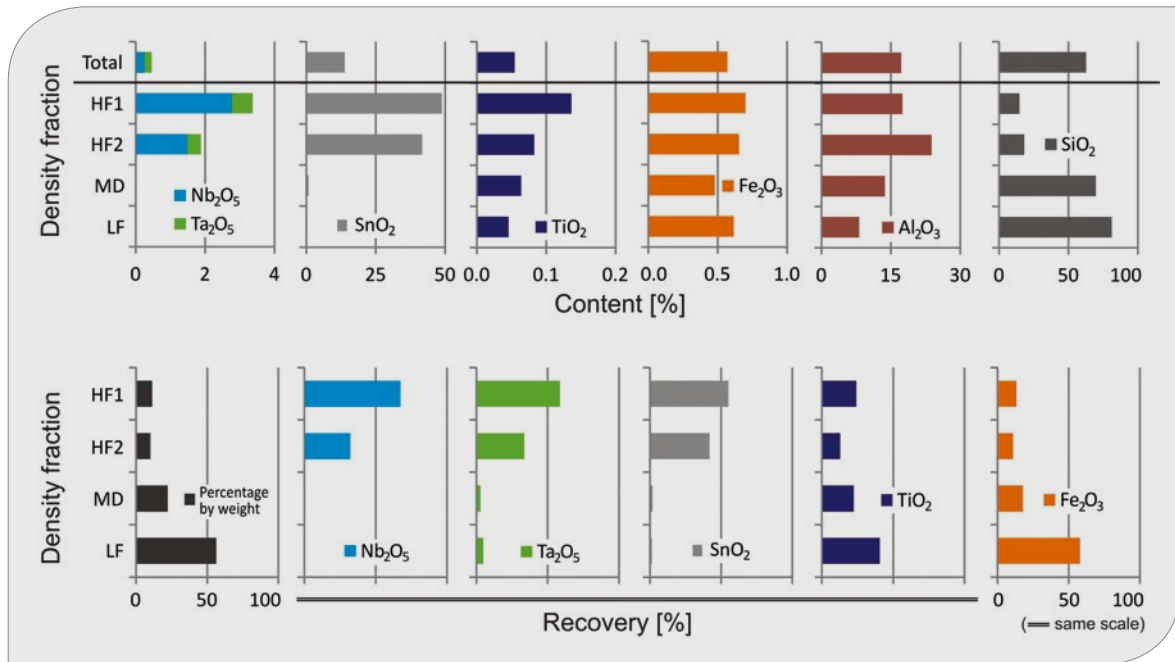 Density fraction
Total
HF1
HF2
MD
LF
Nb₂O₅
Ta₂O₅
SnO₂
TiO₂
Fe₂O₃
Al₂O₃
SiO₂
0 2 4
0 25 50
0.0 0.1 0.2
0.0 0.5 1.0
0 15 30
0 50 100
Content [%]
Density fraction
HF1
HF2
MD
LF
Percentage
by weight
Nb₂O₅
Ta₂O₅
SnO₂
TiO₂
Fe₂O₃
0 50 100
0 50 100
Recovery [%]
(═ same scale)